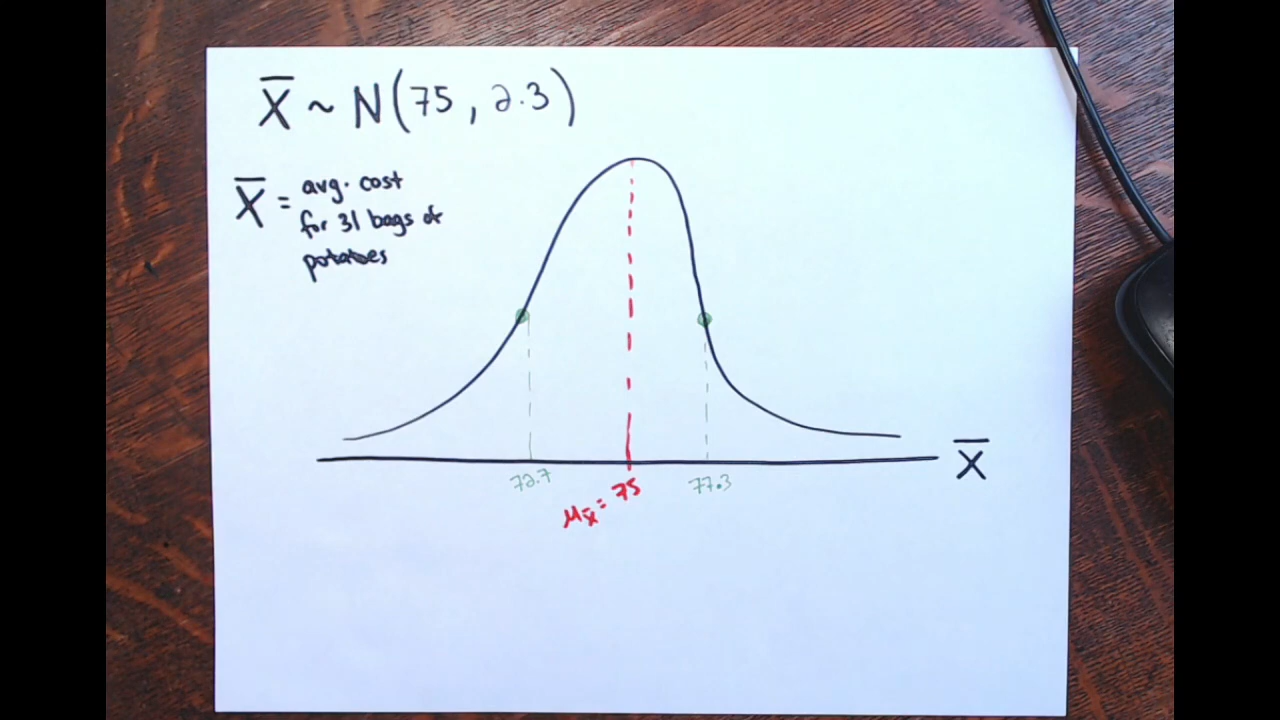 X̅ ~ N(75, 2.3)
X̅ = avg. cost
for 31 bags of
potatoes
X̅
72.7
μx̅ = 75
77.3